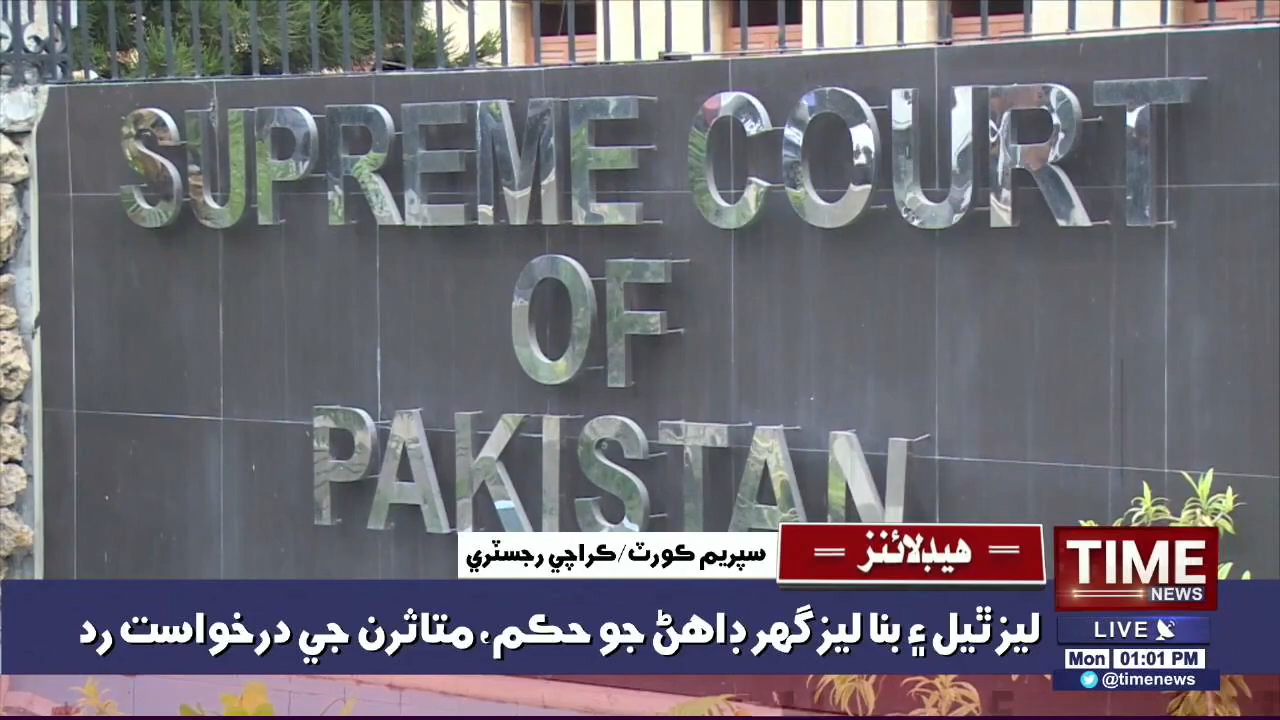 SUPREME COURT
OF
PAKISTAN
هيڊلائنز
سپريم ڪورٽ/ڪراچي رجسٽري
ليز ٿيل ۽ بنا ليز گهر ڊاهڻ جو حڪم، متاثرن جي درخواست رد
TIME
NEWS
LIVE
Mon 01:01 PM
@timenews